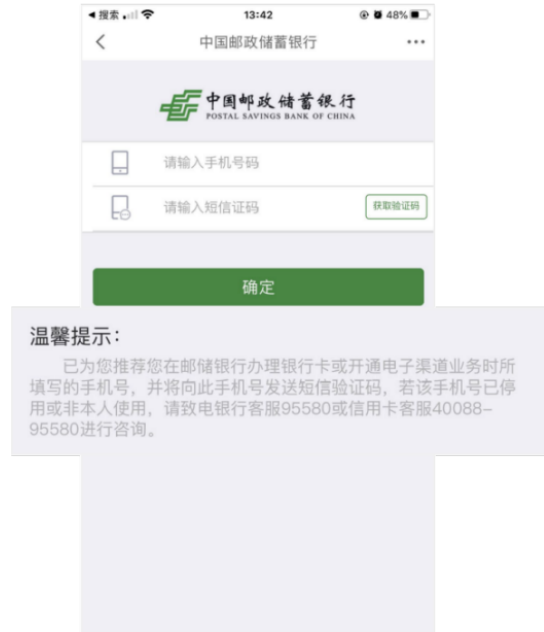 搜索 13:42 48%
中国邮政储蓄银行
中国邮政储蓄银行
POSTAL SAVINGS BANK OF CHINA
请输入手机号码
请输入短信证码 获取验证码
确定
温馨提示:
已为您推荐您在邮储银行办理银行卡或开通电子渠道业务时所
填写的手机号，并将向此手机号发送短信验证码，若该手机号已停
用或非本人使用，请致电银行客服95580或信用卡客服40088-
95580进行咨询。